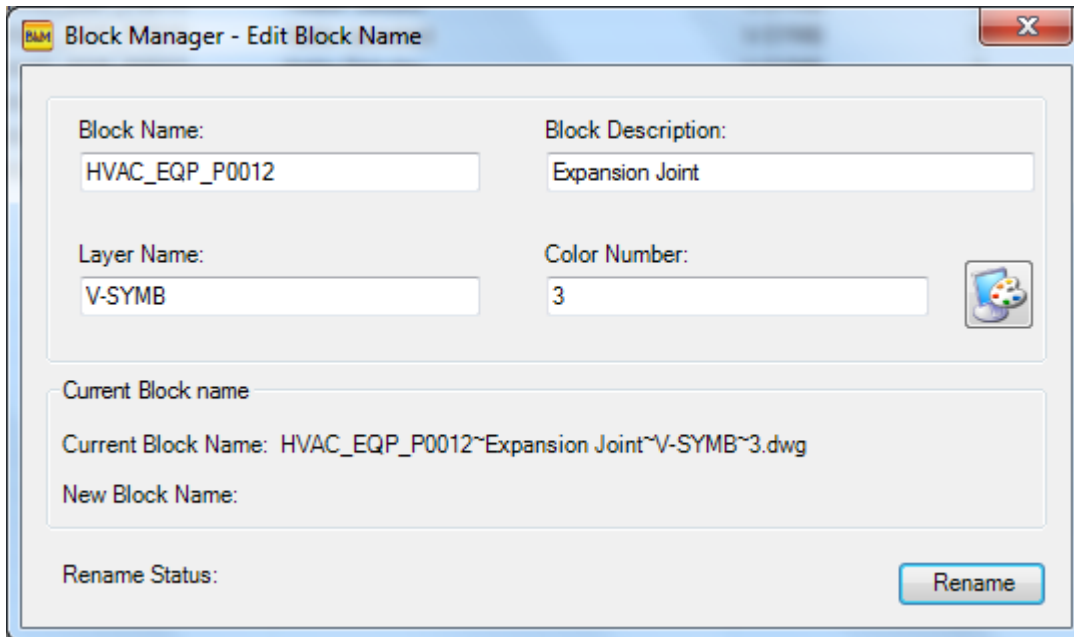 BLM Block Manager - Edit Block Name
Block Name:
Block Description:
HVAC_EQP_P0012
Expansion Joint
Layer Name:
Color Number:
V-SYMB
3
Current Block name
Current Block Name: HVAC_EQP_P0012~Expansion Joint~V-SYMB~3.dwg
New Block Name:
Rename Status:
Rename